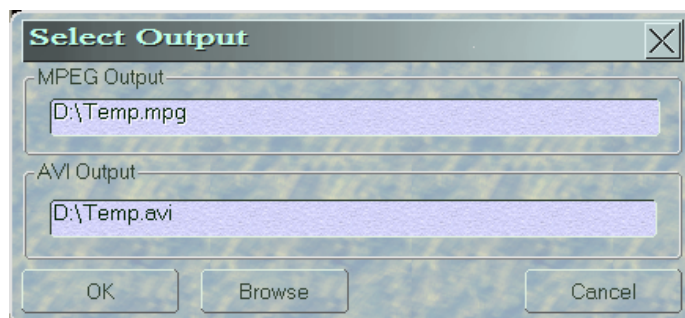 Select Output
MPEG Output
D:\Temp.mpg
AVI Output
D:\Temp.avi
OK Browse Cancel